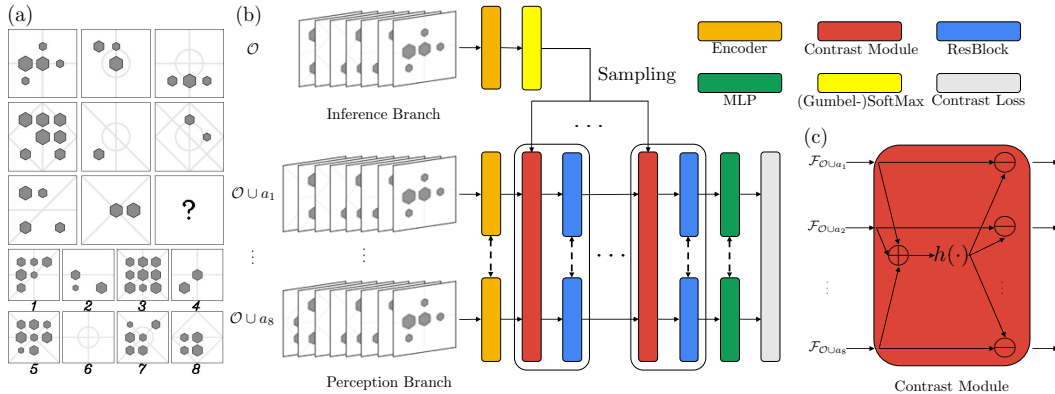 (a)
?
1 2 3 4
5 6 7 8
(b)
𝒪
Inference Branch
Sampling
· · ·
𝒪 ∪ a₁
⋮ ⋮
· · ·
𝒪 ∪ a₈
Perception Branch
Encoder
Contrast Module
ResBlock
MLP
(Gumbel-)SoftMax
Contrast Loss
(c)
ℱ𝒪∪a₁
ℱ𝒪∪a₂
h(·)
⋮ ⋮
ℱ𝒪∪a₈
Contrast Module